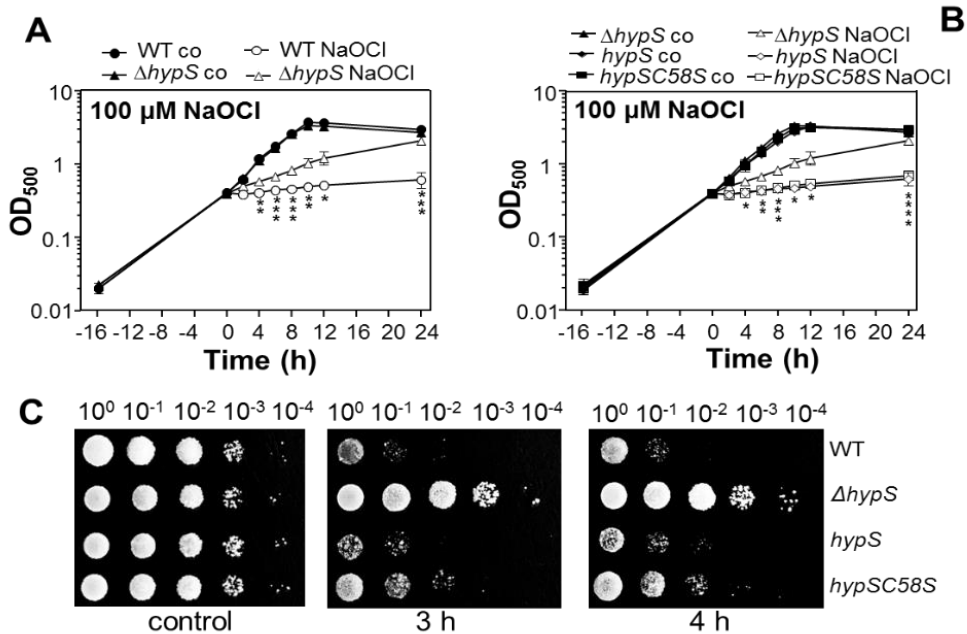 A
WT co WT NaOCl
ΔhypS co ΔhypS NaOCl
100 µM NaOCl
10
1
0.1
0.01
OD500
-16 -12 -8 -4 0 4 8 12 16 20 24
Time (h)
** *** *** ** * ***
B
ΔhypS co ΔhypS NaOCl
hypS co hypS NaOCl
hypSC58S co hypSC58S NaOCl
100 µM NaOCl
10
1
0.1
0.01
OD500
-16 -12 -8 -4 0 4 8 12 16 20 24
Time (h)
* ** *** * * ****
C
10⁰ 10⁻¹ 10⁻² 10⁻³ 10⁻⁴ 10⁰ 10⁻¹ 10⁻² 10⁻³ 10⁻⁴ 10⁰ 10⁻¹ 10⁻² 10⁻³ 10⁻⁴
WT
ΔhypS
hypS
hypSC58S
control 3 h 4 h